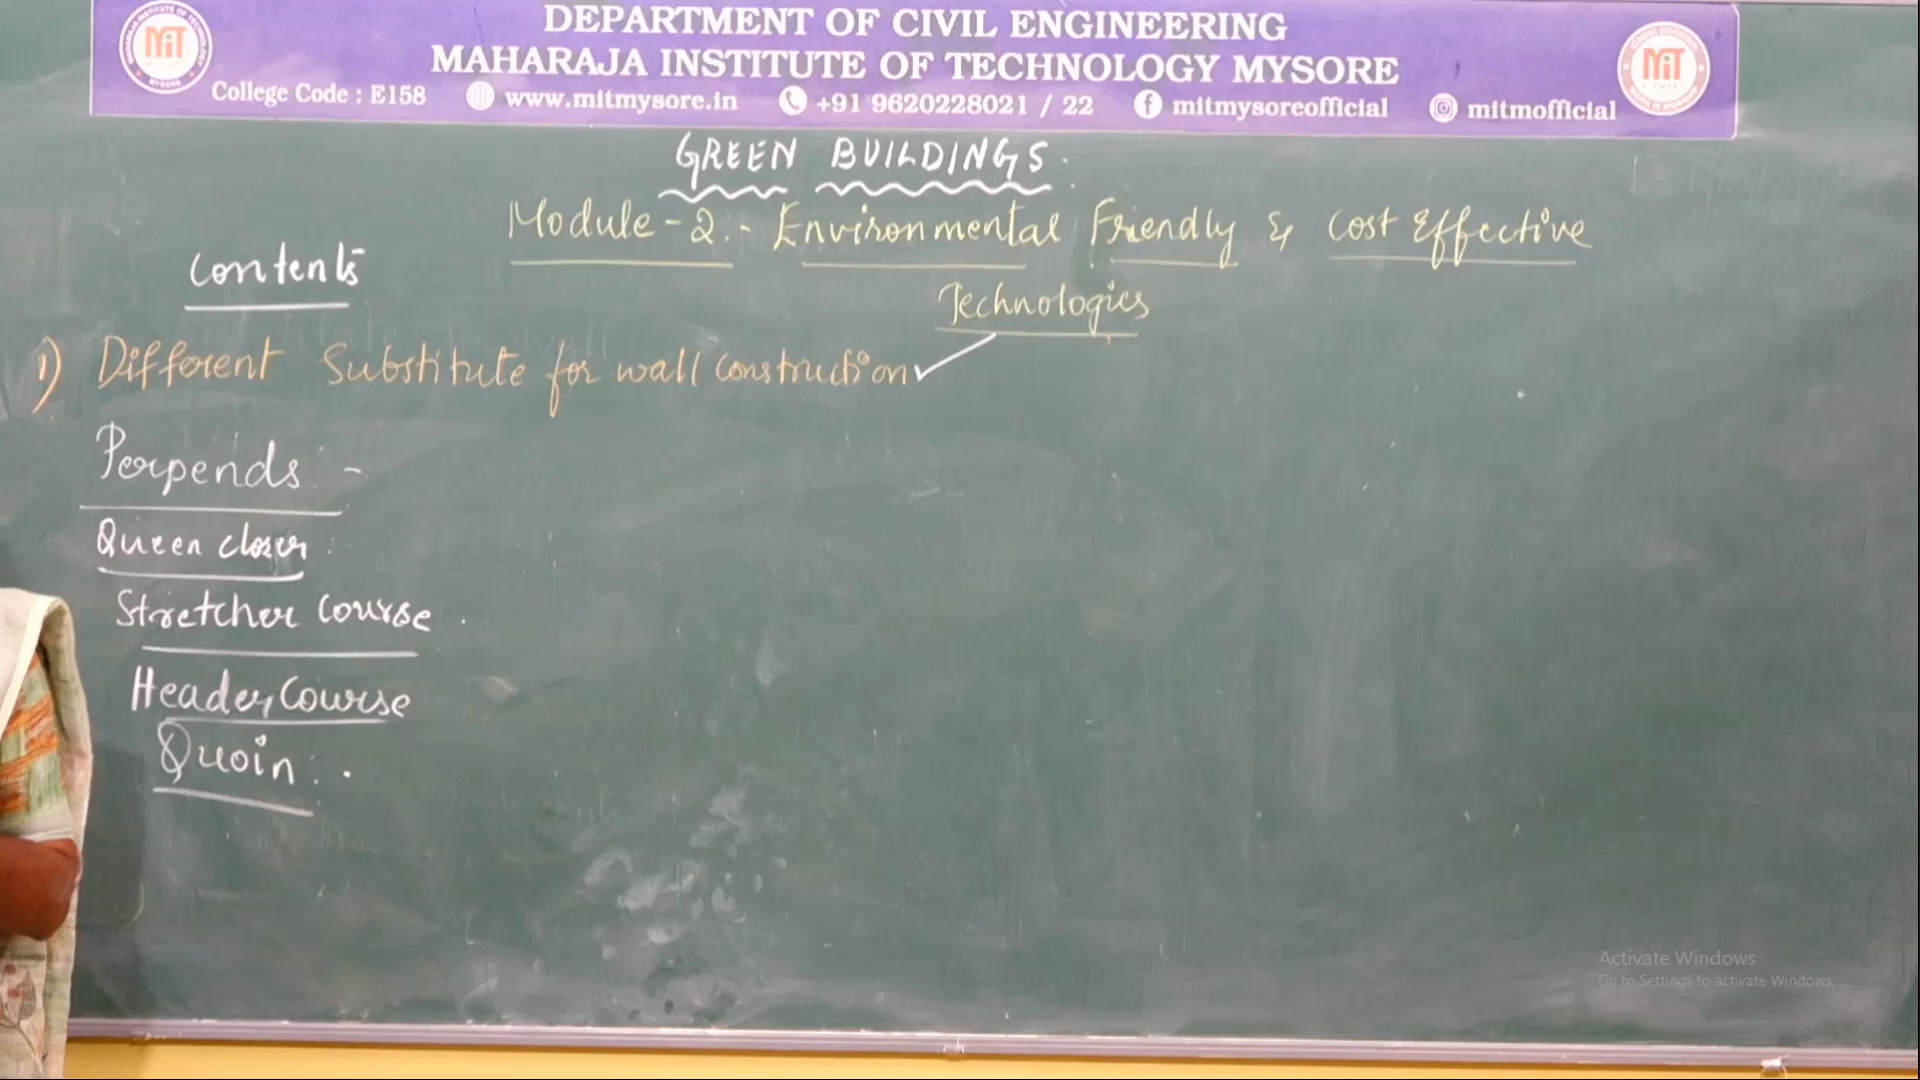 DEPARTMENT OF CIVIL ENGINEERING
MAHARAJA INSTITUTE OF TECHNOLOGY MYSORE
College Code : E158 www.mitmysore.in +91 9620228021 / 22 mitmysoreofficial mitmofficial
MiT
MiT
GREEN BUILDINGS.
Module-2:- Environmental Friendly & Cost Effective
Technologies
Contents
1) Different Substitute for wall construction
Perpends: -
Queen closer:
Stretcher Course.
Header Course
Quoin:.
Activate Windows
Go to Settings to activate Windows.